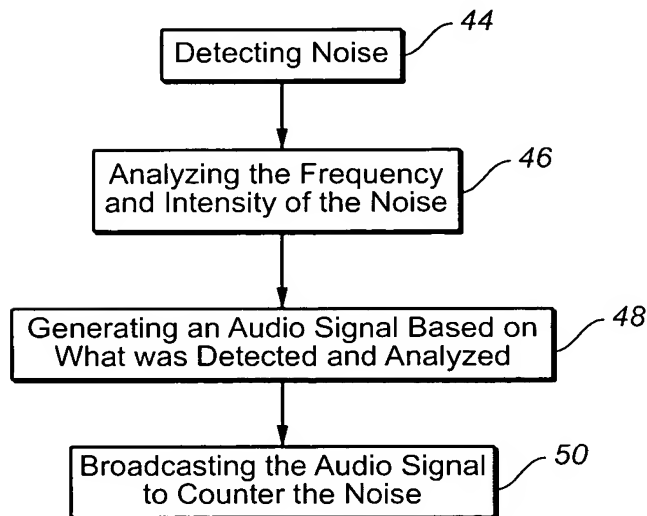 44
Detecting Noise
46
Analyzing the Frequency
and Intensity of the Noise
48
Generating an Audio Signal Based on
What was Detected and Analyzed
50
Broadcasting the Audio Signal
to Counter the Noise